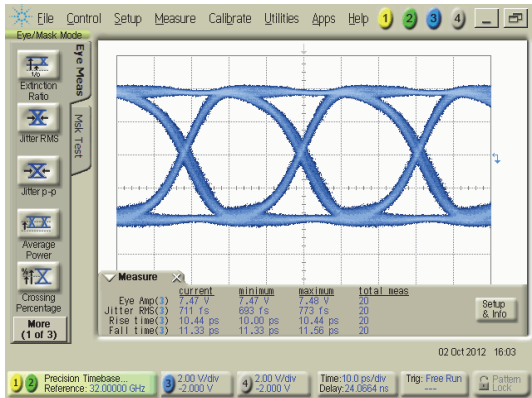 File Control Setup Measure Calibrate Utilities Apps Help 1 2 3 4
Eye/Mask Mode
Eye Meas
Msk Test
Extinction
Ratio
Jitter RMS
Jitter p-p
Average
Power
Crossing
Percentage
More
(1 of 3)
Measure
current minimum maximum total meas
Eye Amp(3) 7.47 V 7.47 V 7.48 V 20
Jitter RMS(3) 711 fs 693 fs 773 fs 20
Rise time(3) 10.44 ps 10.00 ps 10.44 ps 20
Fall time(3) 11.33 ps 11.33 ps 11.56 ps 20
Setup
& Info
02 Oct 2012 16:03
1 2 Precision Timebase...
Reference: 32.00000 GHz
3 2.00 V/div
-2.000 V
4 2.00 V/div
-2.000 V
Time:10.0 ps/div
Delay:24.0664 ns
Trig: Free Run
---
Pattern
Lock